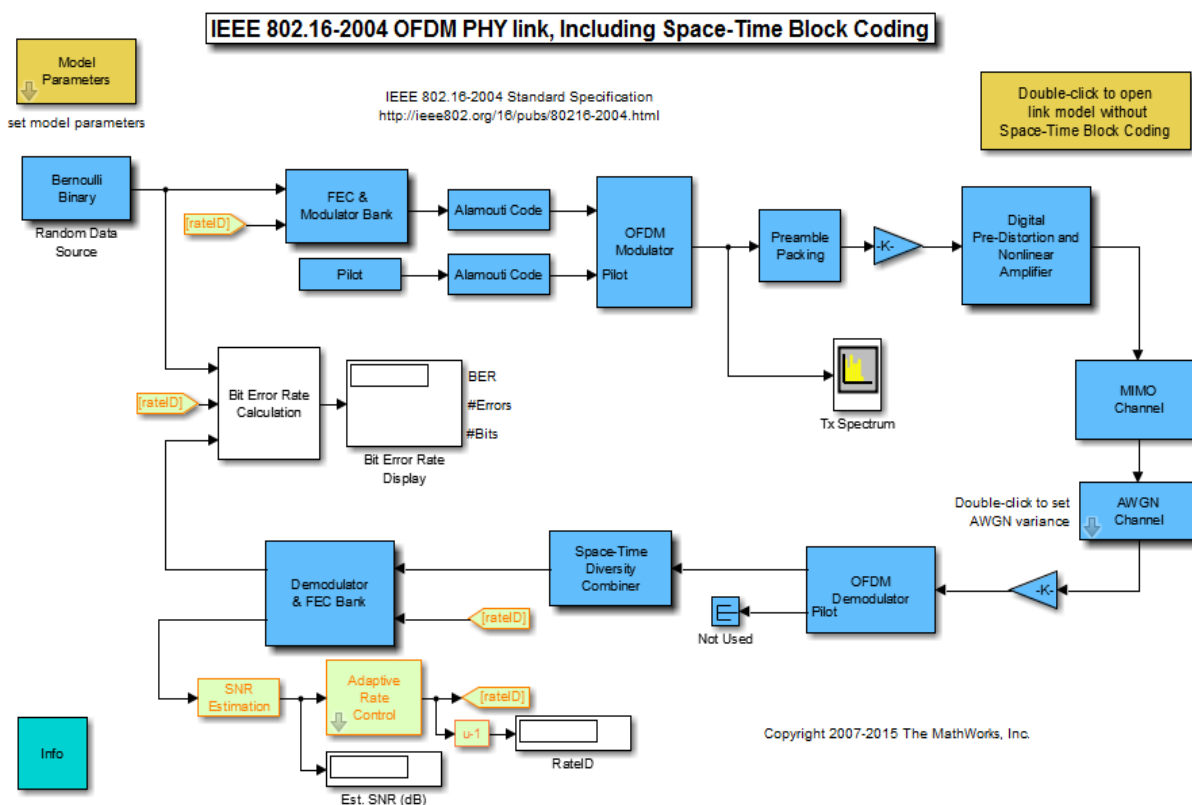 IEEE 802.16-2004 OFDM PHY link, Including Space-Time Block Coding
Model
Parameters
set model parameters
IEEE 802.16-2004 Standard Specification
http://ieee802.org/16/pubs/80216-2004.html
Double-click to open
link model without
Space-Time Block Coding
Bernoulli
Binary
Random Data
Source
[rateID]
FEC &
Modulator Bank
Alamouti Code
Pilot
Alamouti Code
OFDM
Modulator
Pilot
Preamble
Packing
-K-
Digital
Pre-Distortion and
Nonlinear
Amplifier
Tx Spectrum
MIMO
Channel
[rateID]
Bit Error Rate
Calculation
BER
#Errors
#Bits
Bit Error Rate
Display
Double-click to set
AWGN variance
AWGN
Channel
Demodulator
& FEC Bank
Space-Time
Diversity
Combiner
OFDM
Demodulator
Pilot
-K-
[rateID]
Not Used
SNR
Estimation
Adaptive
Rate
Control
[rateID]
u-1
RateID
Est. SNR (dB)
Info
Copyright 2007-2015 The MathWorks, Inc.